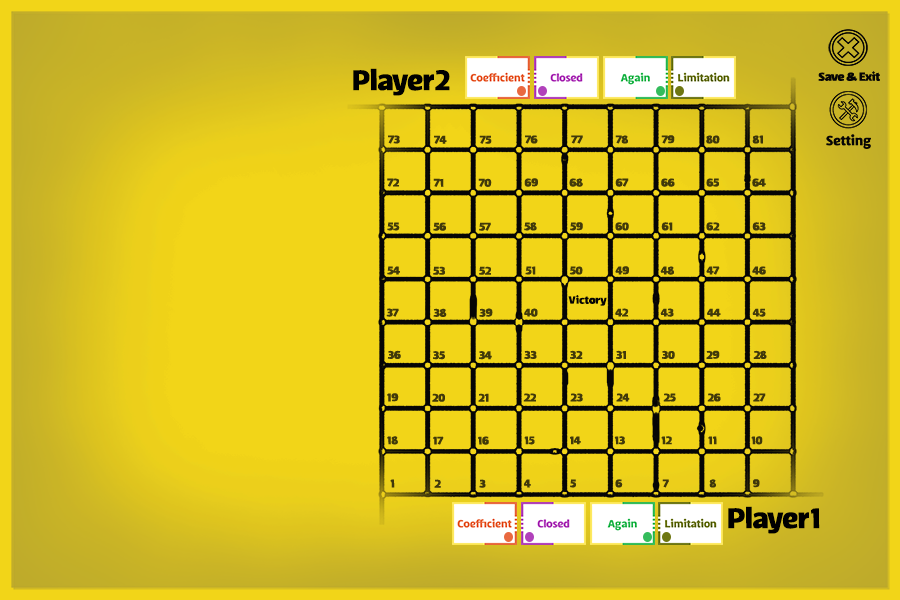 Save & Exit
Player2
Coefficient Closed Again Limitation
Setting
73 74 75 76 77 78 79 80 81
72 71 70 69 68 67 66 65 64
55 56 57 58 59 60 61 62 63
54 53 52 51 50 49 48 47 46
37 38 39 40 Victory 42 43 44 45
36 35 34 33 32 31 30 29 28
19 20 21 22 23 24 25 26 27
18 17 16 15 14 13 12 11 10
1 2 3 4 5 6 7 8 9
Coefficient Closed Again Limitation
Player1